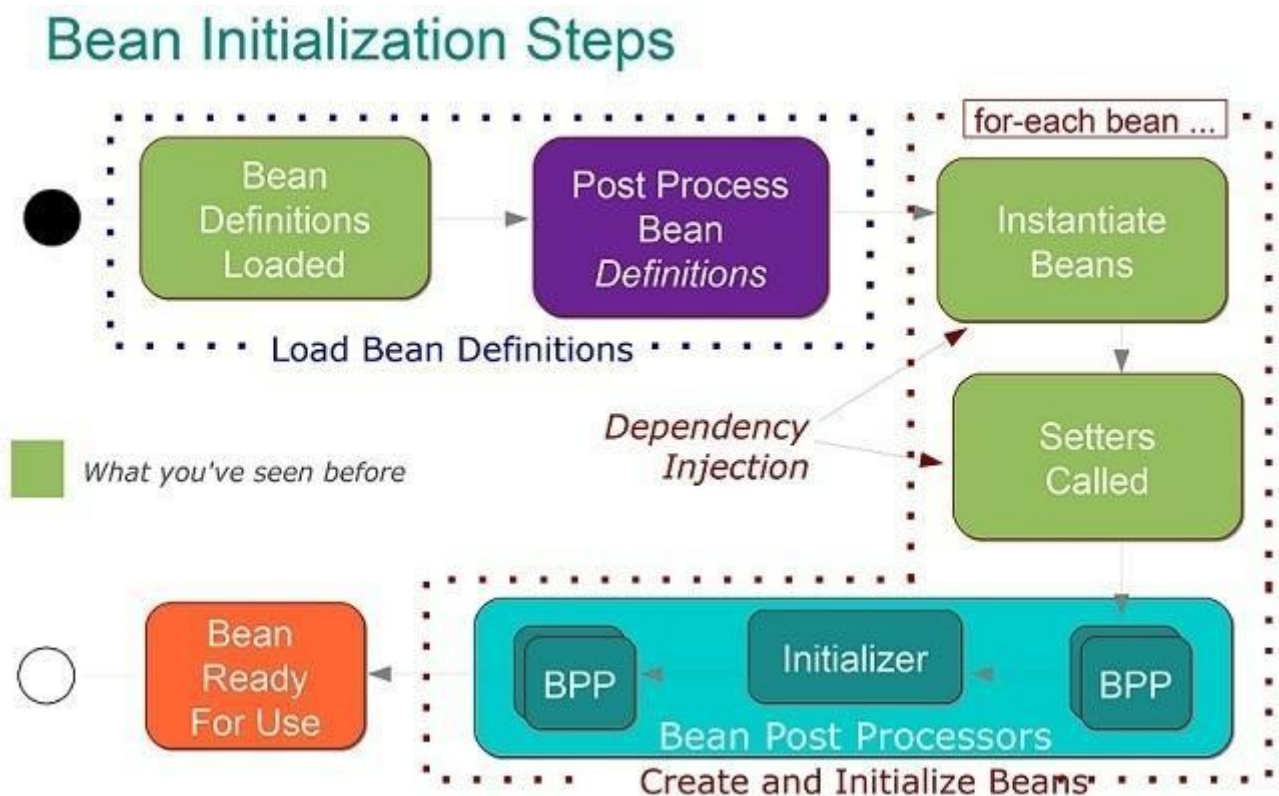 Bean Initialization Steps
for-each bean ...
Bean
Definitions
Loaded
Post Process
Bean
Definitions
Instantiate
Beans
Load Bean Definitions
Dependency
Injection
Setters
Called
What you've seen before
Bean
Ready
For Use
BPP
Initializer
BPP
Bean Post Processors
Create and Initialize Beans